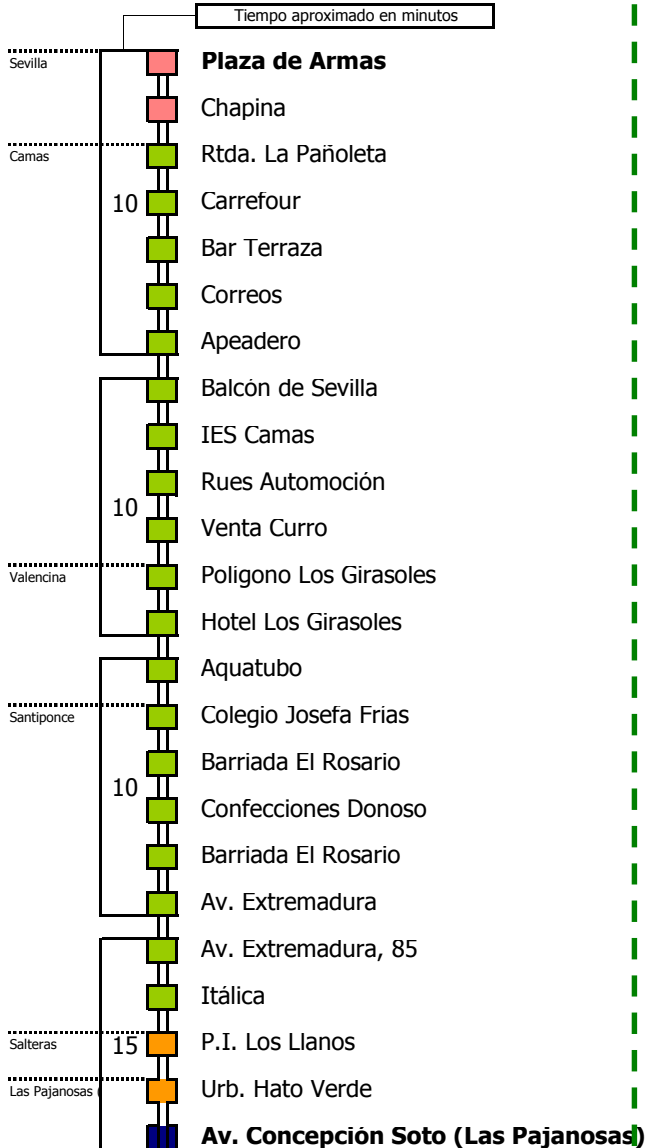 Tiempo aproximado en minutos
Sevilla
Plaza de Armas
Chapina
Camas
Rtda. La Pañoleta
10
Carrefour
Bar Terraza
Correos
Apeadero
Balcón de Sevilla
IES Camas
Rues Automoción
10
Venta Curro
Valencina
Poligono Los Girasoles
Hotel Los Girasoles
Aquatubo
Santiponce
Colegio Josefa Frias
Barriada El Rosario
10
Confecciones Donoso
Barriada El Rosario
Av. Extremadura
Av. Extremadura, 85
Itálica
Salteras
15
P.I. Los Llanos
Las Pajanosas (
Urb. Hato Verde
Av. Concepción Soto (Las Pajanosas)